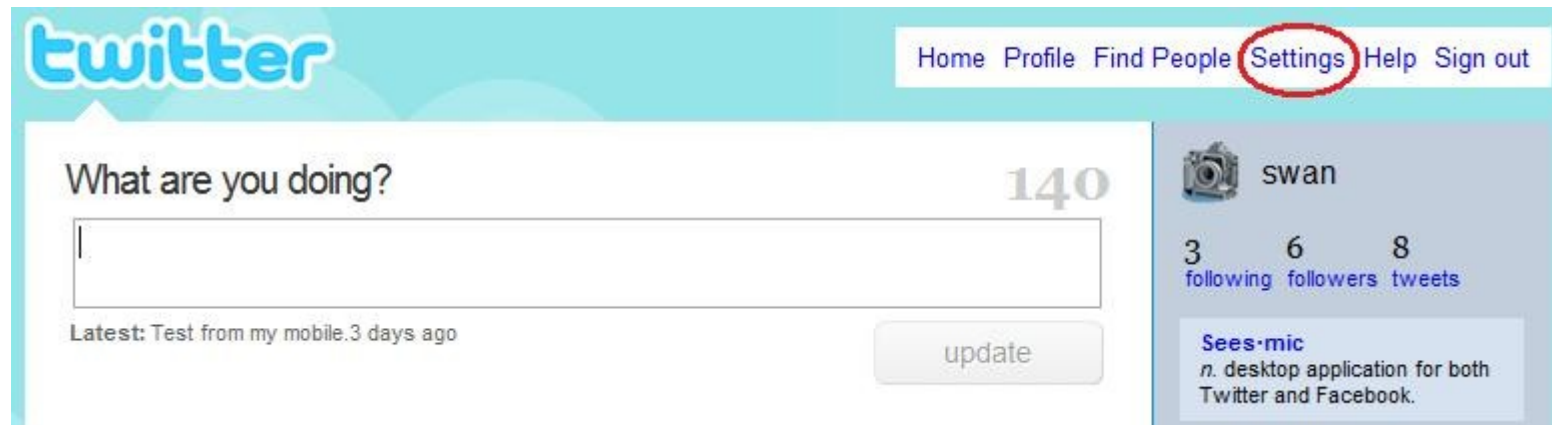 twitter
Home Profile Find People Settings Help Sign out
What are you doing?
140
Latest: Test from my mobile.3 days ago
update
swan
3 6 8
following followers tweets
Sees·mic
n. desktop application for both
Twitter and Facebook.